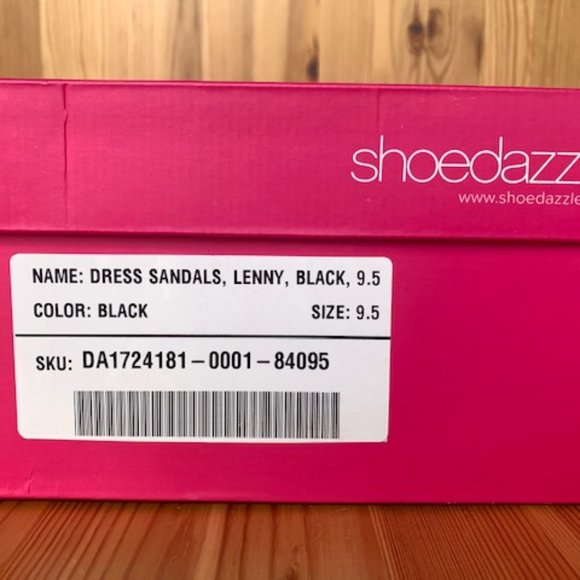 shoedazz
www.shoedazzle
NAME: DRESS SANDALS, LENNY, BLACK, 9.5
COLOR: BLACK SIZE: 9.5
SKU: DA1724181-0001-84095